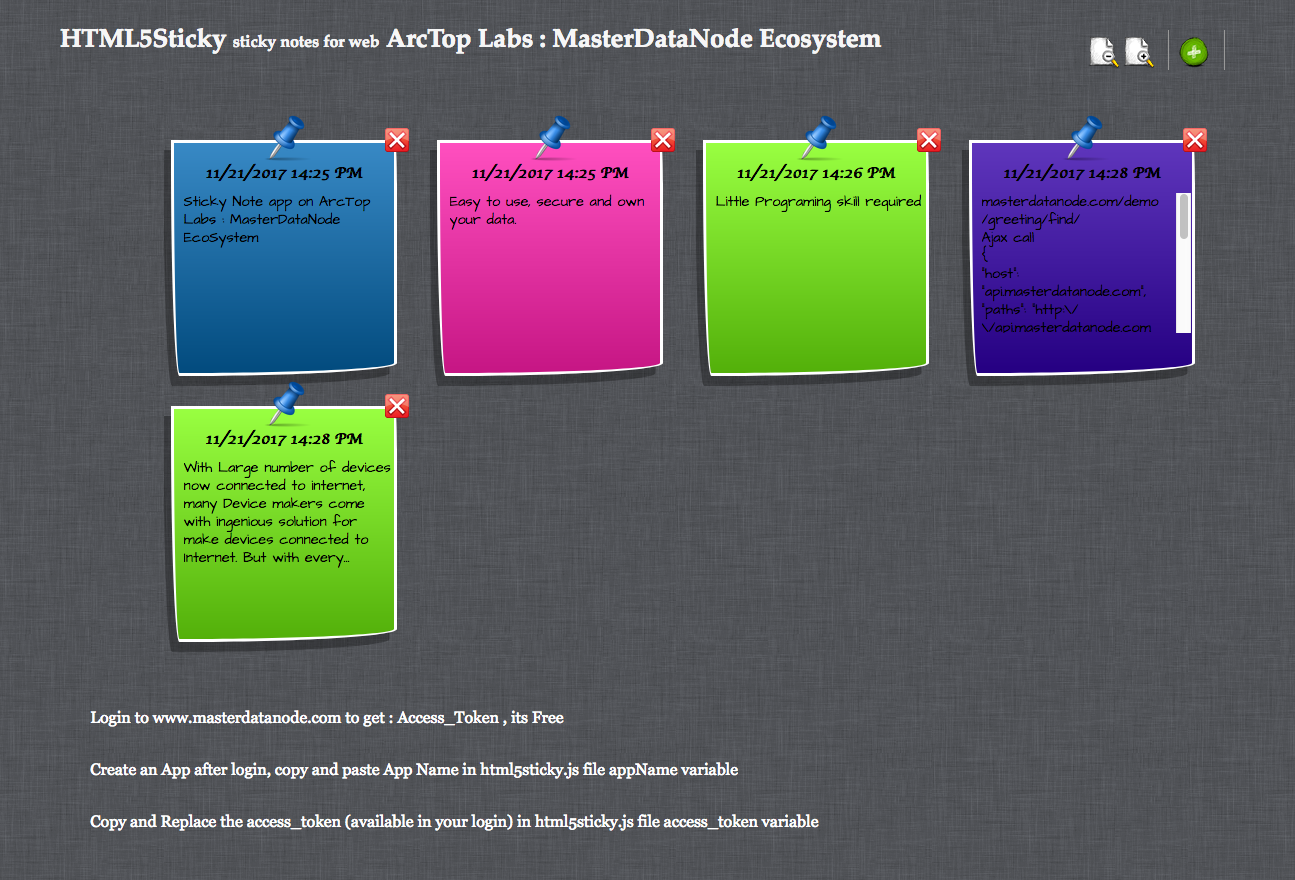 HTML5Sticky sticky notes for web ArcTop Labs : MasterDataNode Ecosystem
11/21/2017 14:25 PM
Sticky Note app on ArcTop
Labs : MasterDataNode
EcoSystem
11/21/2017 14:25 PM
Easy to use, secure and own
your data.
11/21/2017 14:26 PM
Little Programing skill required
11/21/2017 14:28 PM
masterdatanode.com/demo
/greeting/find/
Ajax call
{
"host":
"api.masterdatanode.com",
"paths": "http:\/
\/api.masterdatanode.com
11/21/2017 14:28 PM
With Large number of devices
now connected to internet,
many Device makers come
with ingenious solution for
make devices connected to
Internet. But with every...
Login to www.masterdatanode.com to get : Access_Token , its Free
Create an App after login, copy and paste App Name in html5sticky.js file appName variable
Copy and Replace the access_token (available in your login) in html5sticky.js file access_token variable